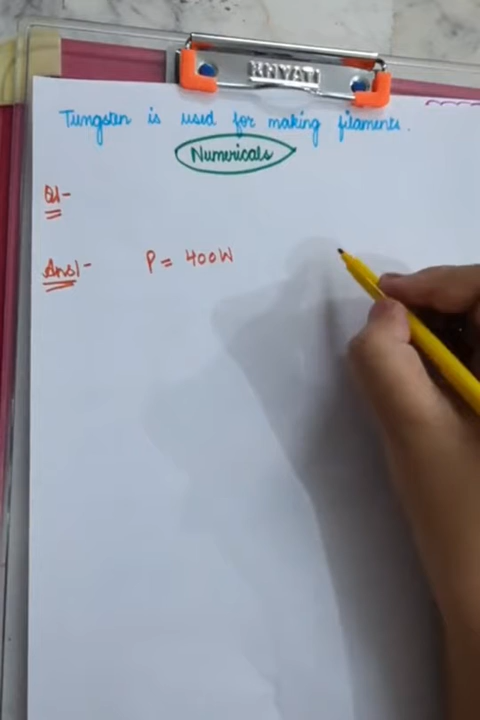 KHYATI
Tungsten is used for making filaments.
Numericals
Q1-
Ans1- P = 400W